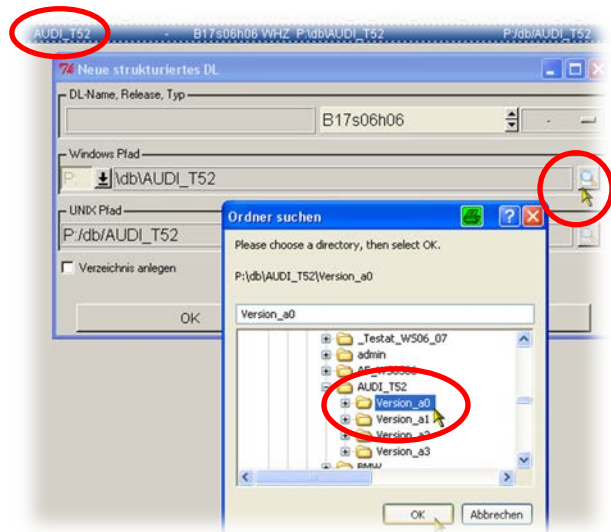 AUDI_T52 - B17s06h06 WHZ P:\db\AUDI_T52 P:/db/AUDI_T52
Neue strukturiertes DL
DL-Name, Release, Typ
B17s06h06 -
Windows Pfad
P: \db\AUDI_T52
UNIX Pfad
P:/db/AUDI_T52
Verzeichnis anlegen
OK
Ordner suchen
Please choose a directory, then select OK.
P:\db\AUDI_T52\Version_a0
Version_a0
_Testat_WS06_07
admin
AUDI_T52
Version_a0
Version_a1
Version_a2
Version_a3
BMW
OK Abbrechen